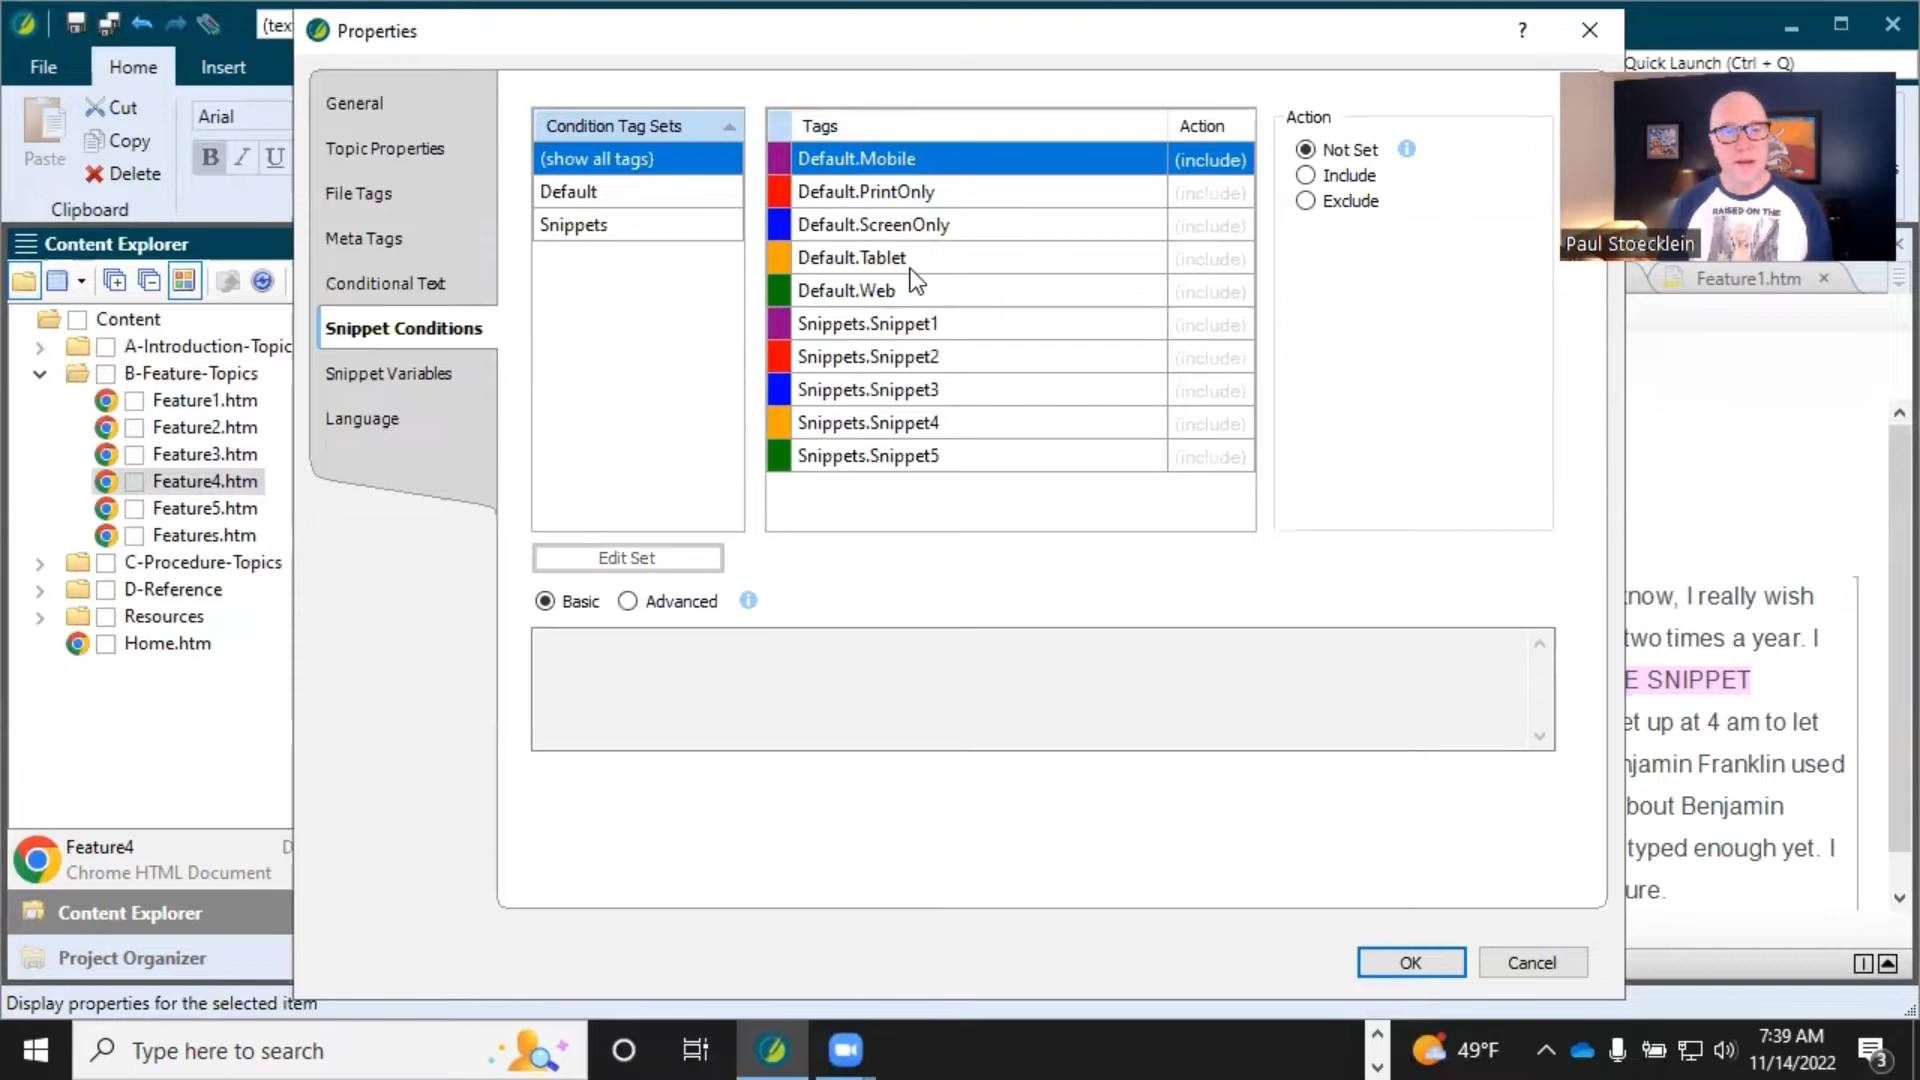 (tex
Properties
?
File
Home
Insert
Quick Launch (Ctrl + Q)
Paste
Cut
Copy
Delete
Clipboard
Arial
B I U
General
Topic Properties
File Tags
Meta Tags
Conditional Text
Snippet Conditions
Snippet Variables
Language
Condition Tag Sets
(show all tags)
Default
Snippets
Tags Action
Default.Mobile (include)
Default.PrintOnly (include)
Default.ScreenOnly (include)
Default.Tablet (include)
Default.Web (include)
Snippets.Snippet1 (include)
Snippets.Snippet2 (include)
Snippets.Snippet3 (include)
Snippets.Snippet4 (include)
Snippets.Snippet5 (include)
Action
Not Set
Include
Exclude
RAISED ON THE
Paul Stoecklein
Feature1.htm
Content Explorer
Content
A-Introduction-Topic
B-Feature-Topics
Feature1.htm
Feature2.htm
Feature3.htm
Feature4.htm
Feature5.htm
Features.htm
C-Procedure-Topics
D-Reference
Resources
Home.htm
Edit Set
Basic Advanced
know, I really wish
two times a year. I
E SNIPPET
et up at 4 am to let
njamin Franklin used
bout Benjamin
typed enough yet. I
ure.
Feature4 D
Chrome HTML Document
Content Explorer
Project Organizer
OK
Cancel
Display properties for the selected item
Type here to search
49°F
7:39 AM
11/14/2022
3